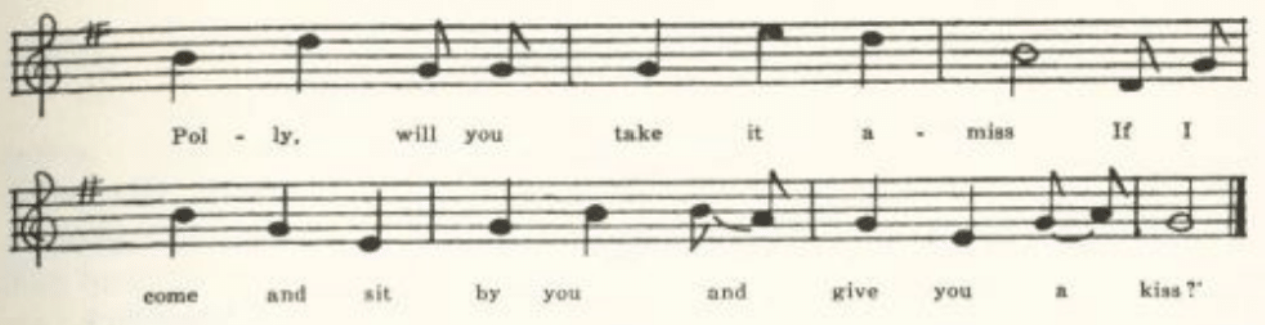 Pol - ly, will you take it a - miss If I
come and sit by you and give you a kiss?'